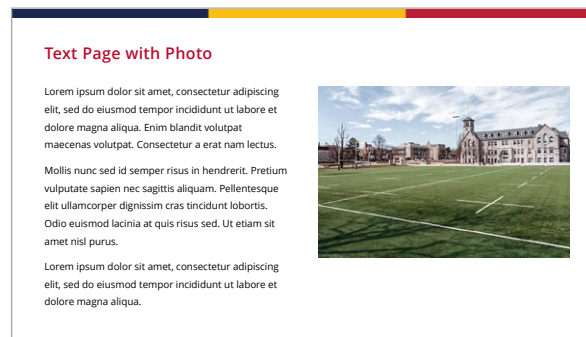 Text Page with Photo
Lorem ipsum dolor sit amet, consectetur adipiscing
elit, sed do eiusmod tempor incididunt ut labore et
dolore magna aliqua. Enim blandit volutpat
maecenas volutpat. Consectetur a erat nam lectus.
Mollis nunc sed id semper risus in hendrerit. Pretium
vulputate sapien nec sagittis aliquam. Pellentesque
elit ullamcorper dignissim cras tincidunt lobortis.
Odio euismod lacinia at quis risus sed. Ut etiam sit
amet nisl purus.
Lorem ipsum dolor sit amet, consectetur adipiscing
elit, sed do eiusmod tempor incididunt ut labore et
dolore magna aliqua.